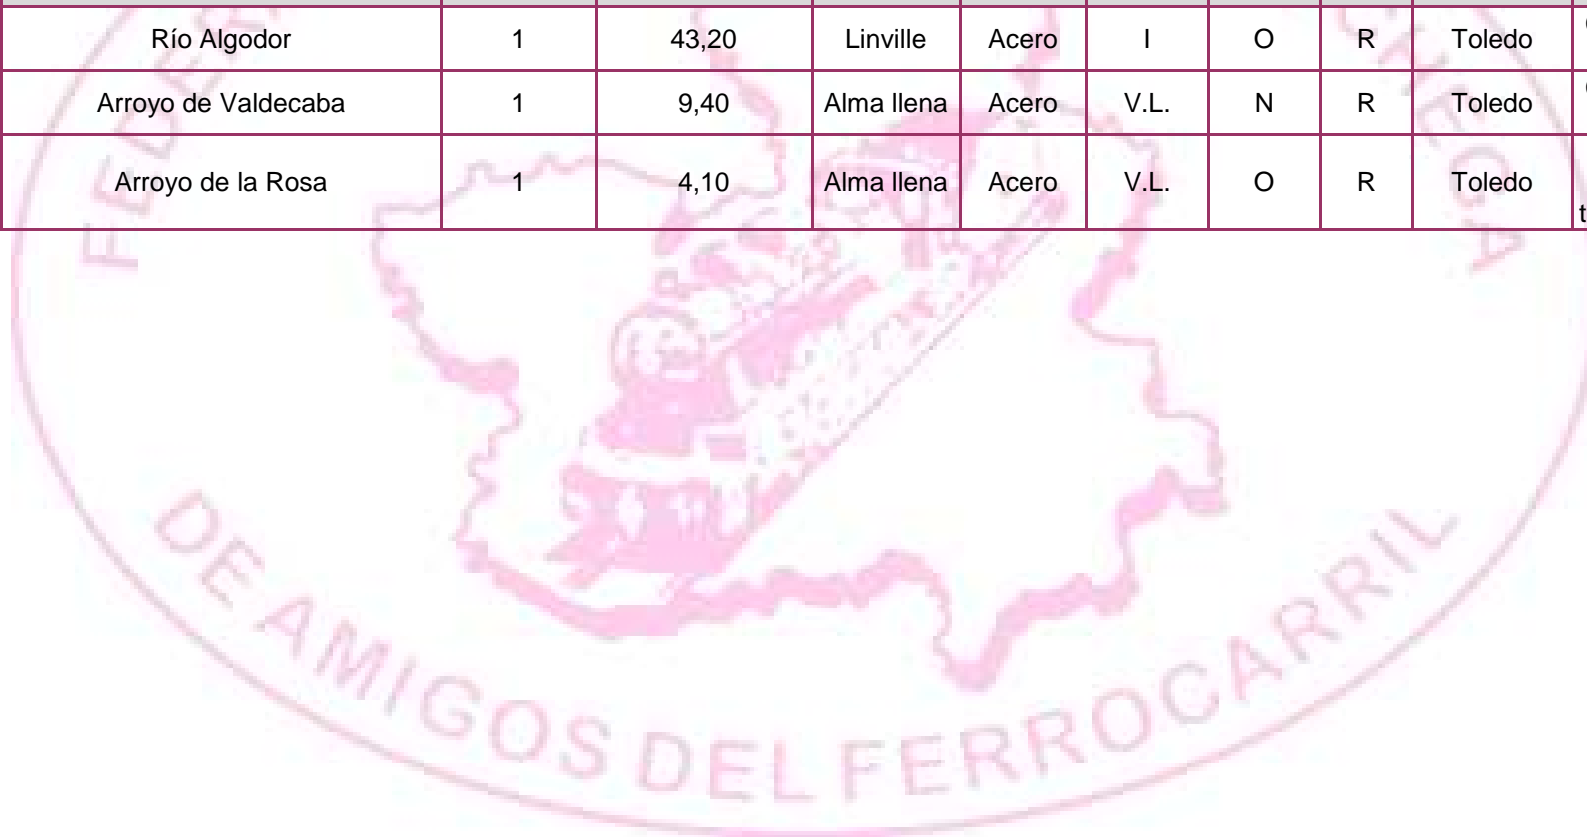 Río Algodor 1 43,20 Linville Acero I O R Toledo
Arroyo de Valdecaba 1 9,40 Alma llena Acero V.L. N R Toledo
Arroyo de la Rosa 1 4,10 Alma llena Acero V.L. O R Toledo
DE AMIGOS DEL FERROCARRIL